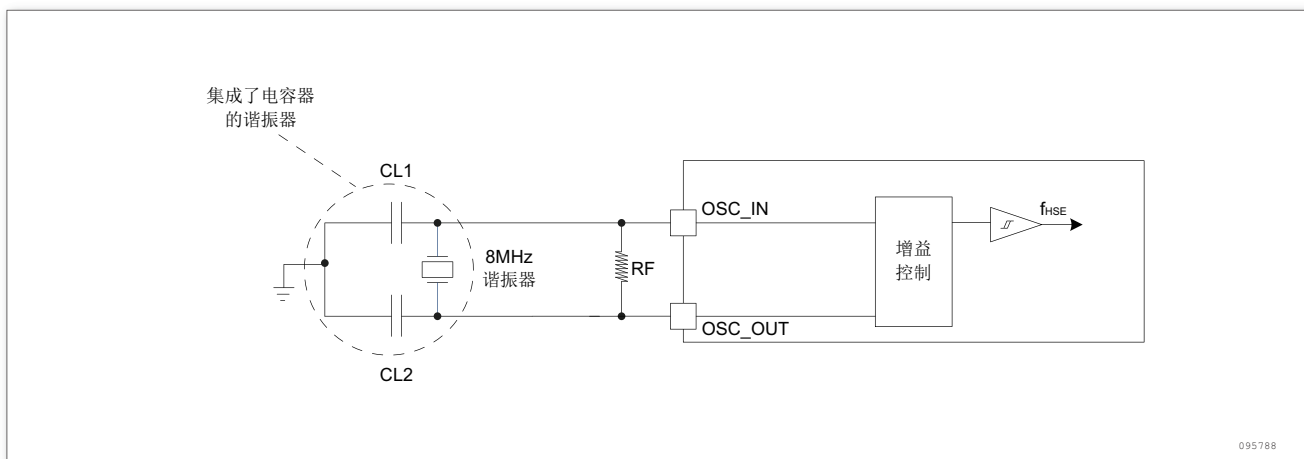 集成了电容器
的谐振器
CL1
OSC_IN
fHSE
8MHz
谐振器
RF
增益
控制
OSC_OUT
CL2
095788